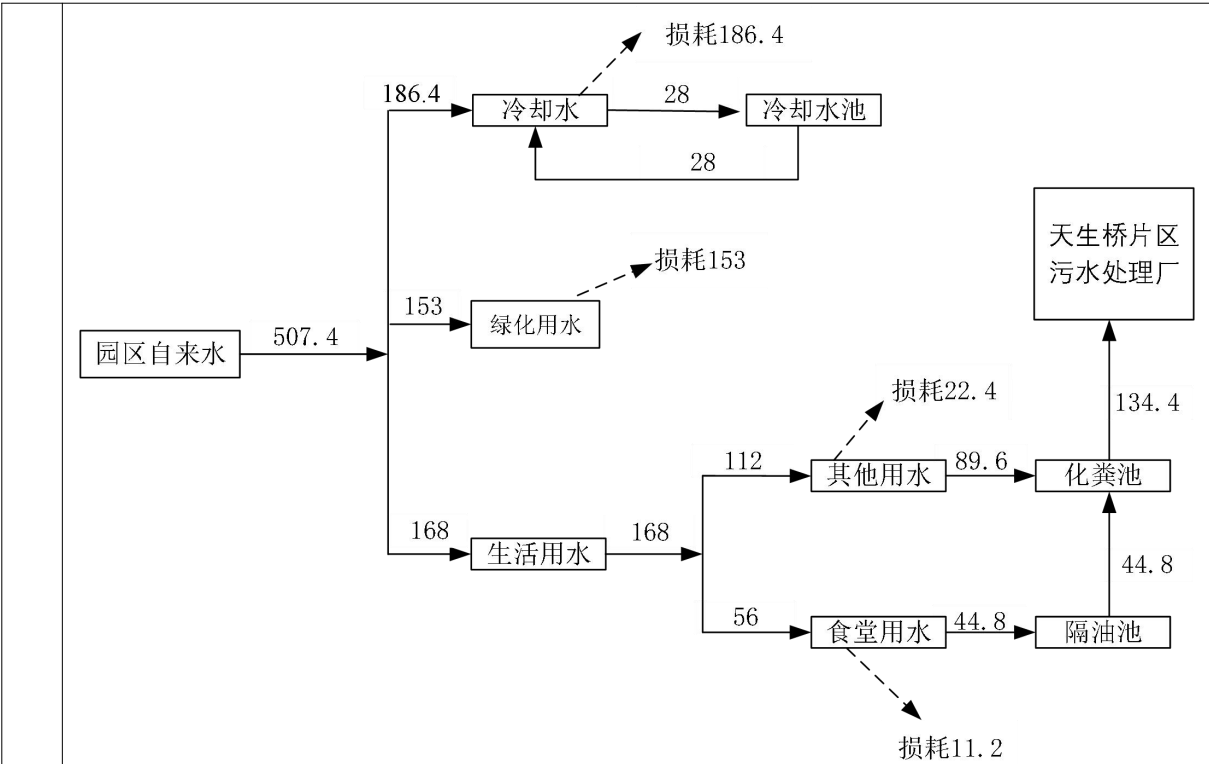 损耗186.4
186.4
冷却水
28
冷却水池
28
天生桥片区
污水处理厂
损耗153
153
绿化用水
园区自来水
507.4
损耗22.4
134.4
112
其他用水
89.6
化粪池
168
生活用水
168
44.8
56
食堂用水
44.8
隔油池
损耗11.2